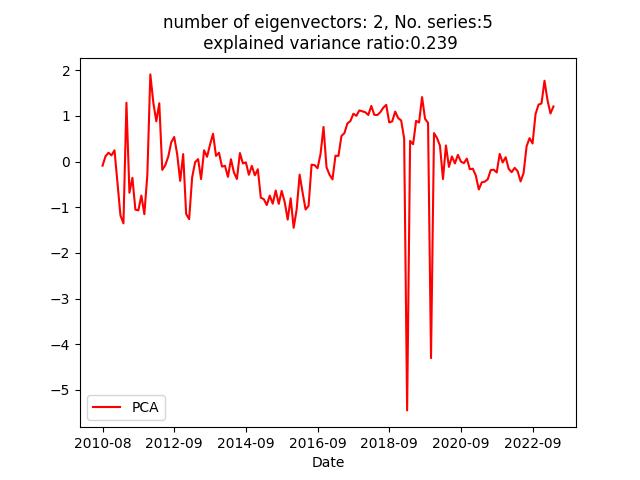 number of eigenvectors: 2, No. series:5
explained variance ratio:0.239
2
1
0
−1
−2
−3
−4
−5
PCA
2010-08 2012-09 2014-09 2016-09 2018-09 2020-09 2022-09
Date